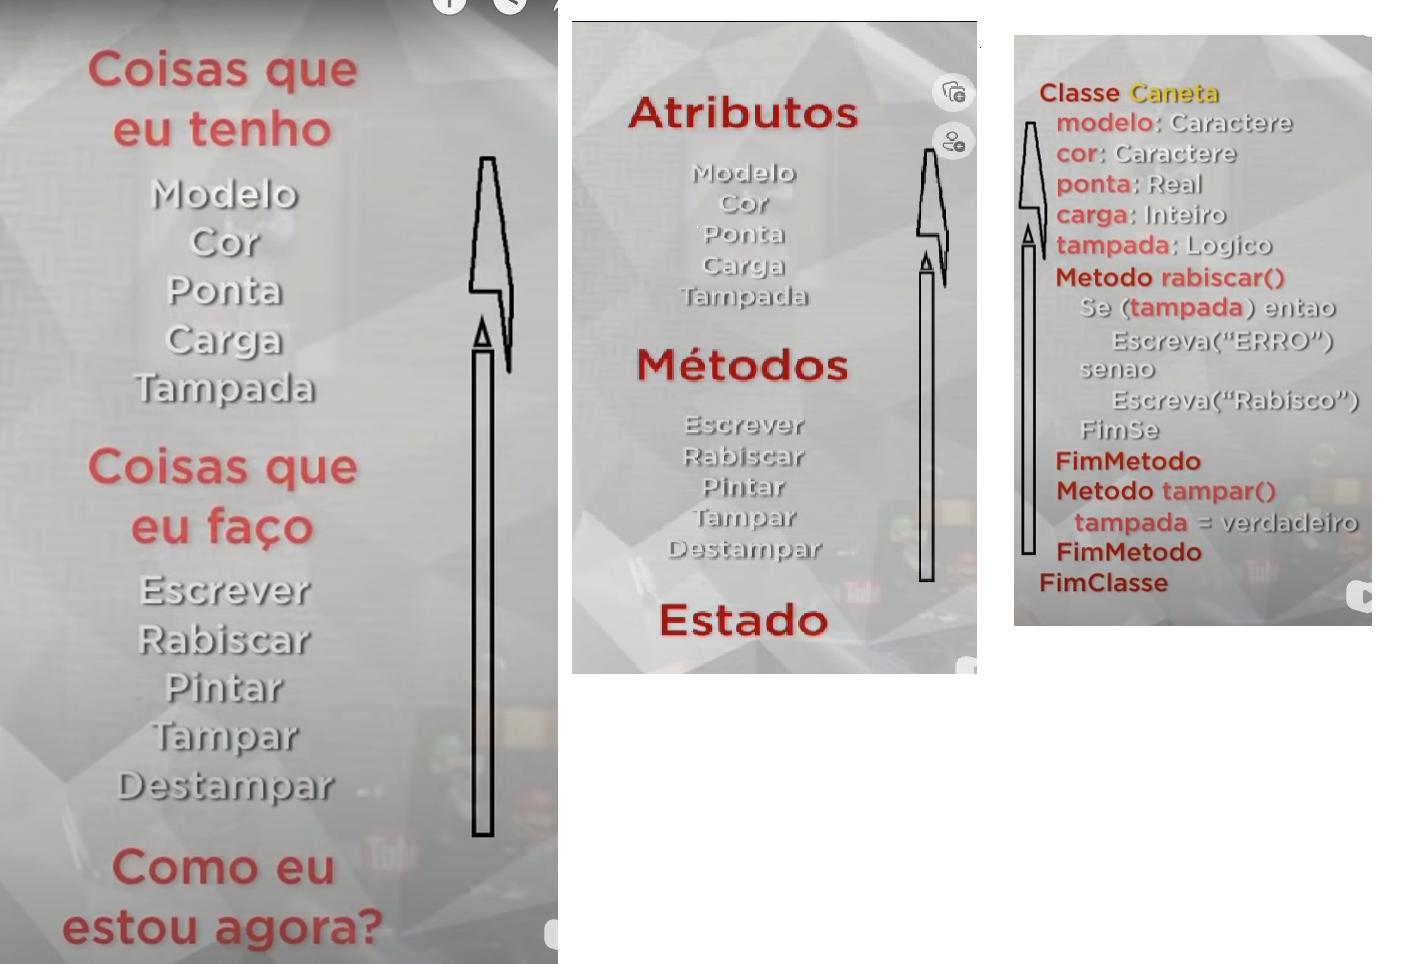 Coisas que
eu tenho
Modelo
Cor
Ponta
Carga
Tampada
Coisas que
eu faço
Escrever
Rabiscar
Pintar
Tampar
Destampar
Como eu
estou agora?
Atributos
Modelo
Cor
Ponta
Carga
Tampada
Métodos
Escrever
Rabiscar
Pintar
Tampar
Destampar
Estado
Classe Caneta
modelo: Caractere
cor: Caractere
ponta: Real
carga: Inteiro
tampada: Logico
Metodo rabiscar()
Se (tampada) entao
Escreva(“ERRO”)
senao
Escreva(“Rabisco”)
FimSe
FimMetodo
Metodo tampar()
tampada = verdadeiro
FimMetodo
FimClasse